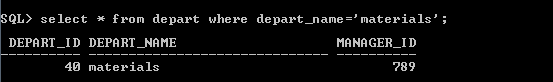 SQL> select * from depart where depart_name='materials';
DEPART_ID DEPART_NAME MANAGER_ID
---------- ------------------------------ ----------
40 materials 789